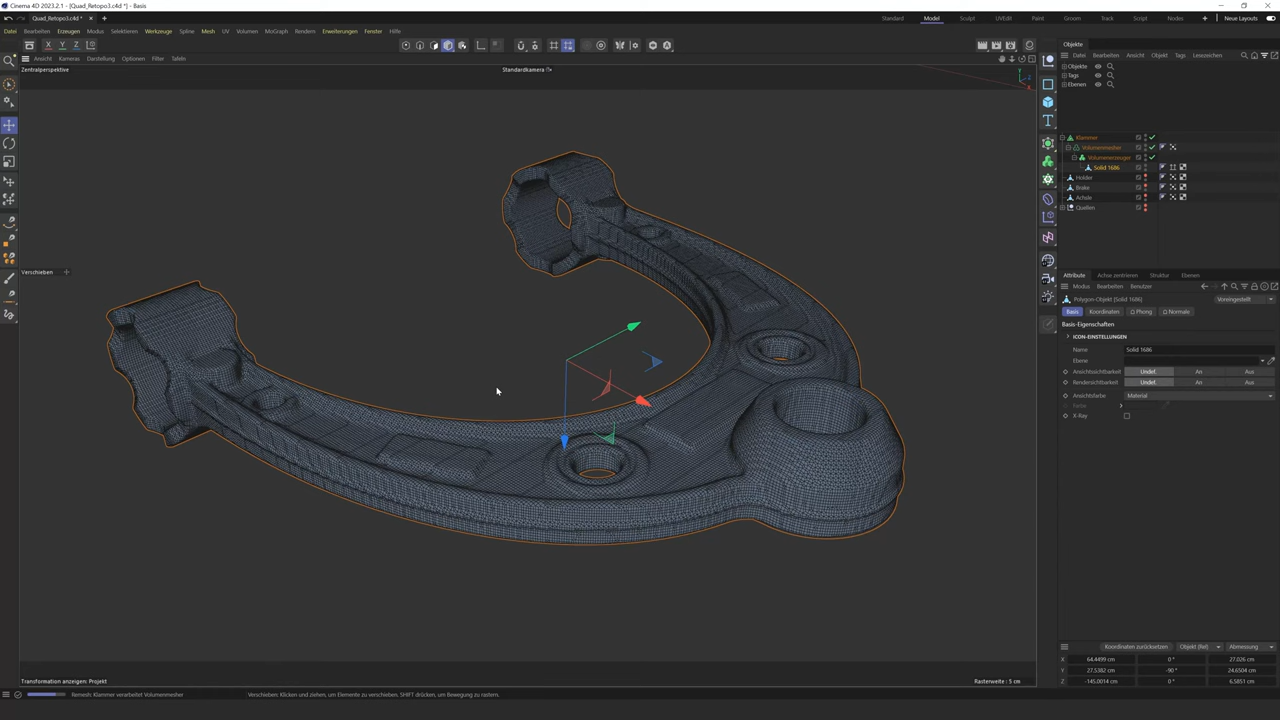 Cinema 4D 2023.2.1 - [Quad_Retopo3.c4d *] - Basis
Quad_Retopo3.c4d *
Standard Model Sculpt UVEdit Paint Groom Track Script Nodes Neue Layouts
Datei Bearbeiten Erzeugen Modus Selektieren Werkzeuge Spline Mesh UV Volumen MoGraph Rendern Erweiterungen Fenster Hilfe
X Y Z
Objekte
Ansicht Kameras Darstellung Optionen Filter Tafeln
Datei Bearbeiten Ansicht Objekt Tags Lesezeichen
Zentralperspektive
Standardkamera
Objekte
Tags
Ebenen
Klammer
Volumenmesher
Volumenerzeuger
Solid 1686
Holder
Brake
Achsle
Quellen
Verschieben
Attribute Achse zentrieren Struktur Ebenen
Modus Bearbeiten Benutzer
Polygon-Objekt [Solid 1686]
Voreingestellt
Basis Koordinaten Phong Normale
Basis-Eigenschaften
ICON-EINSTELLUNGEN
Name Solid 1686
Ebene
Ansichtsichtbarkeit Undef. An Aus
Rendersichtbarkeit Undef. An Aus
Ansichtsfarbe Material
Farbe
X-Ray
Koordinaten zurücksetzen Objekt (Rel) Abmessung
X 64.4499 cm 0 ° 27.026 cm
Y 27.5382 cm -90 ° 24.6504 cm
Z -145.0014 cm 0 ° 6.5851 cm
Transformation anzeigen: Projekt
Rasterweite : 5 cm
Remesh: Klammer verarbeitet Volumenmesher
Verschieben: Klicken und ziehen, um Elemente zu verschieben. SHIFT drücken, um Bewegung zu rastern.